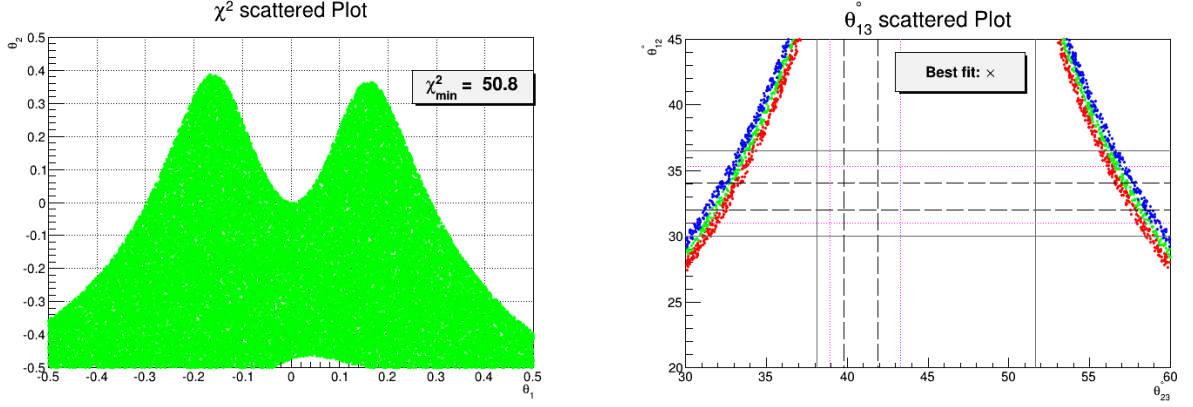 χ² scattered Plot
θ₂
0.5
0.4
0.3
0.2
0.1
0
-0.1
-0.2
-0.3
-0.4
-0.5
χ²min = 50.8
-0.5 -0.4 -0.3 -0.2 -0.1 0 0.1 0.2 0.3 0.4 0.5
θ₁
θ°₁₃ scattered Plot
θ°₁₂
45
40
35
30
25
20
Best fit: ×
30 35 40 45 50 55 60
θ°₂₃